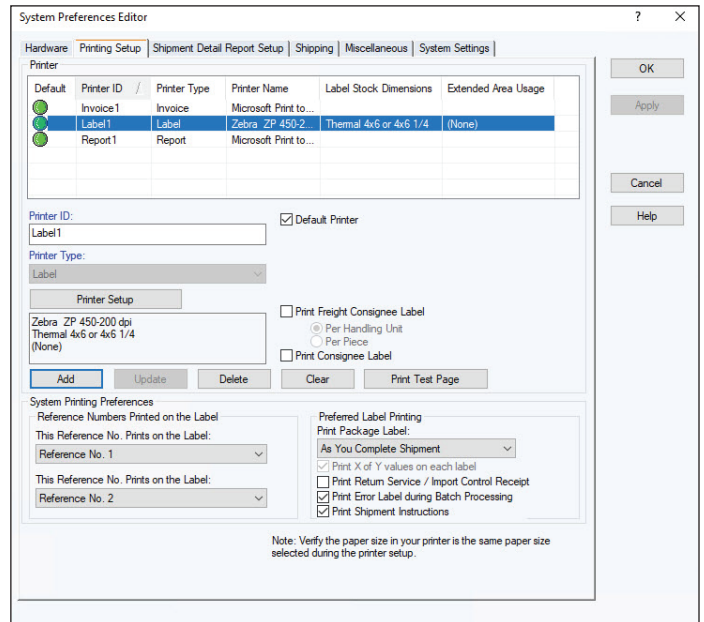 System Preferences Editor
? ×
Hardware Printing Setup Shipment Detail Report Setup Shipping Miscellaneous System Settings
Printer
OK
Default Printer ID / Printer Type Printer Name Label Stock Dimensions Extended Area Usage
Invoice1 Invoice Microsoft Print to...
Apply
Label1 Label Zebra ZP 450-2... Thermal 4x6 or 4x6 1/4 (None)
Report1 Report Microsoft Print to...
Cancel
Printer ID:
Default Printer
Help
Label1
Printer Type:
Label
Printer Setup
Print Freight Consignee Label
Zebra ZP 450-200 dpi
Per Handling Unit
Thermal 4x6 or 4x6 1/4
Per Piece
(None)
Print Consignee Label
Add Update Delete Clear Print Test Page
System Printing Preferences
Reference Numbers Printed on the Label
This Reference No. Prints on the Label:
Reference No. 1
This Reference No. Prints on the Label:
Reference No. 2
Preferred Label Printing
Print Package Label:
As You Complete Shipment
Print X of Y values on each label
Print Return Service / Import Control Receipt
Print Error Label during Batch Processing
Print Shipment Instructions
Note: Verify the paper size in your printer is the same paper size
selected during the printer setup.